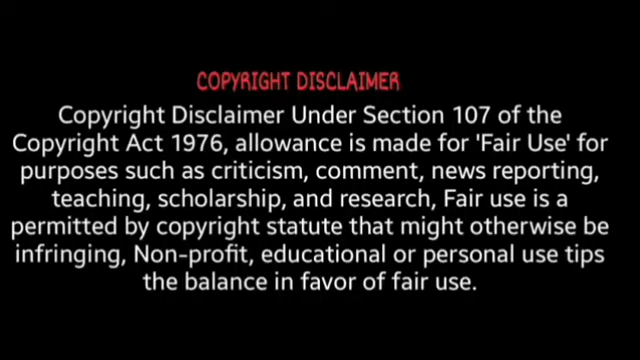 COPYRIGHT DISCLAIMER
Copyright Disclaimer Under Section 107 of the
Copyright Act 1976, allowance is made for 'Fair Use' for
purposes such as criticism, comment, news reporting,
teaching, scholarship, and research, Fair use is a
permitted by copyright statute that might otherwise be
infringing, Non-profit, educational or personal use tips
the balance in favor of fair use.